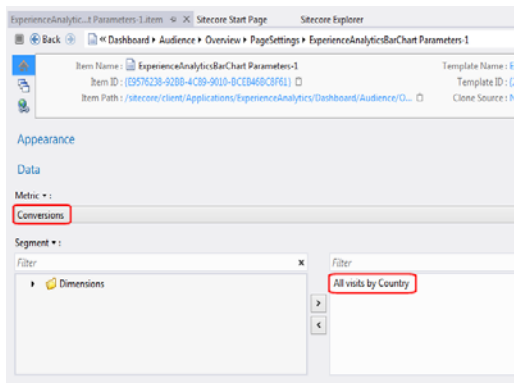 ExperienceAnalytic...t Parameters-1.item
Sitecore Start Page
Sitecore Explorer
Back
« Dashboard ▸ Audience ▸ Overview ▸ PageSettings ▸ ExperienceAnalyticsBarChart Parameters-1
Item Name : ExperienceAnalyticsBarChart Parameters-1
Template Name : E
Item ID : {E9576238-92BB-4C89-9010-BCEB46BC8F61}
Template ID : {
Item Path : /sitecore/client/Applications/ExperienceAnalytics/Dashboard/Audience/O...
Clone Source : N
Appearance
Data
Metric ▾ :
Conversions
Segment ▾ :
Filter x
Filter
Dimensions
All visits by Country
>
<